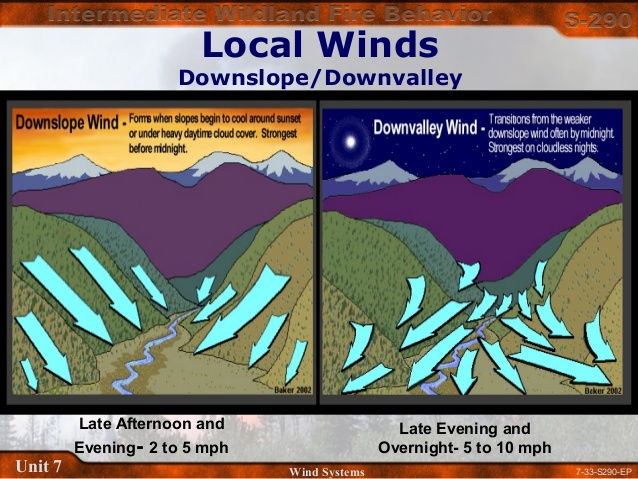 Intermediate Wildland Fire Behavior
S-290
Local Winds
Downslope/Downvalley
Downslope Wind - Forms when slopes begin to cool around sunset
or under heavy daytime cloud cover. Strongest
before midnight.
Baker 2002
Downvalley Wind - Transitions from the weaker
downslope wind often by midnight.
Strongest on cloudless nights.
Baker 2002
Late Afternoon and
Evening- 2 to 5 mph
Late Evening and
Overnight- 5 to 10 mph
Unit 7
Wind Systems
7-33-S290-EP